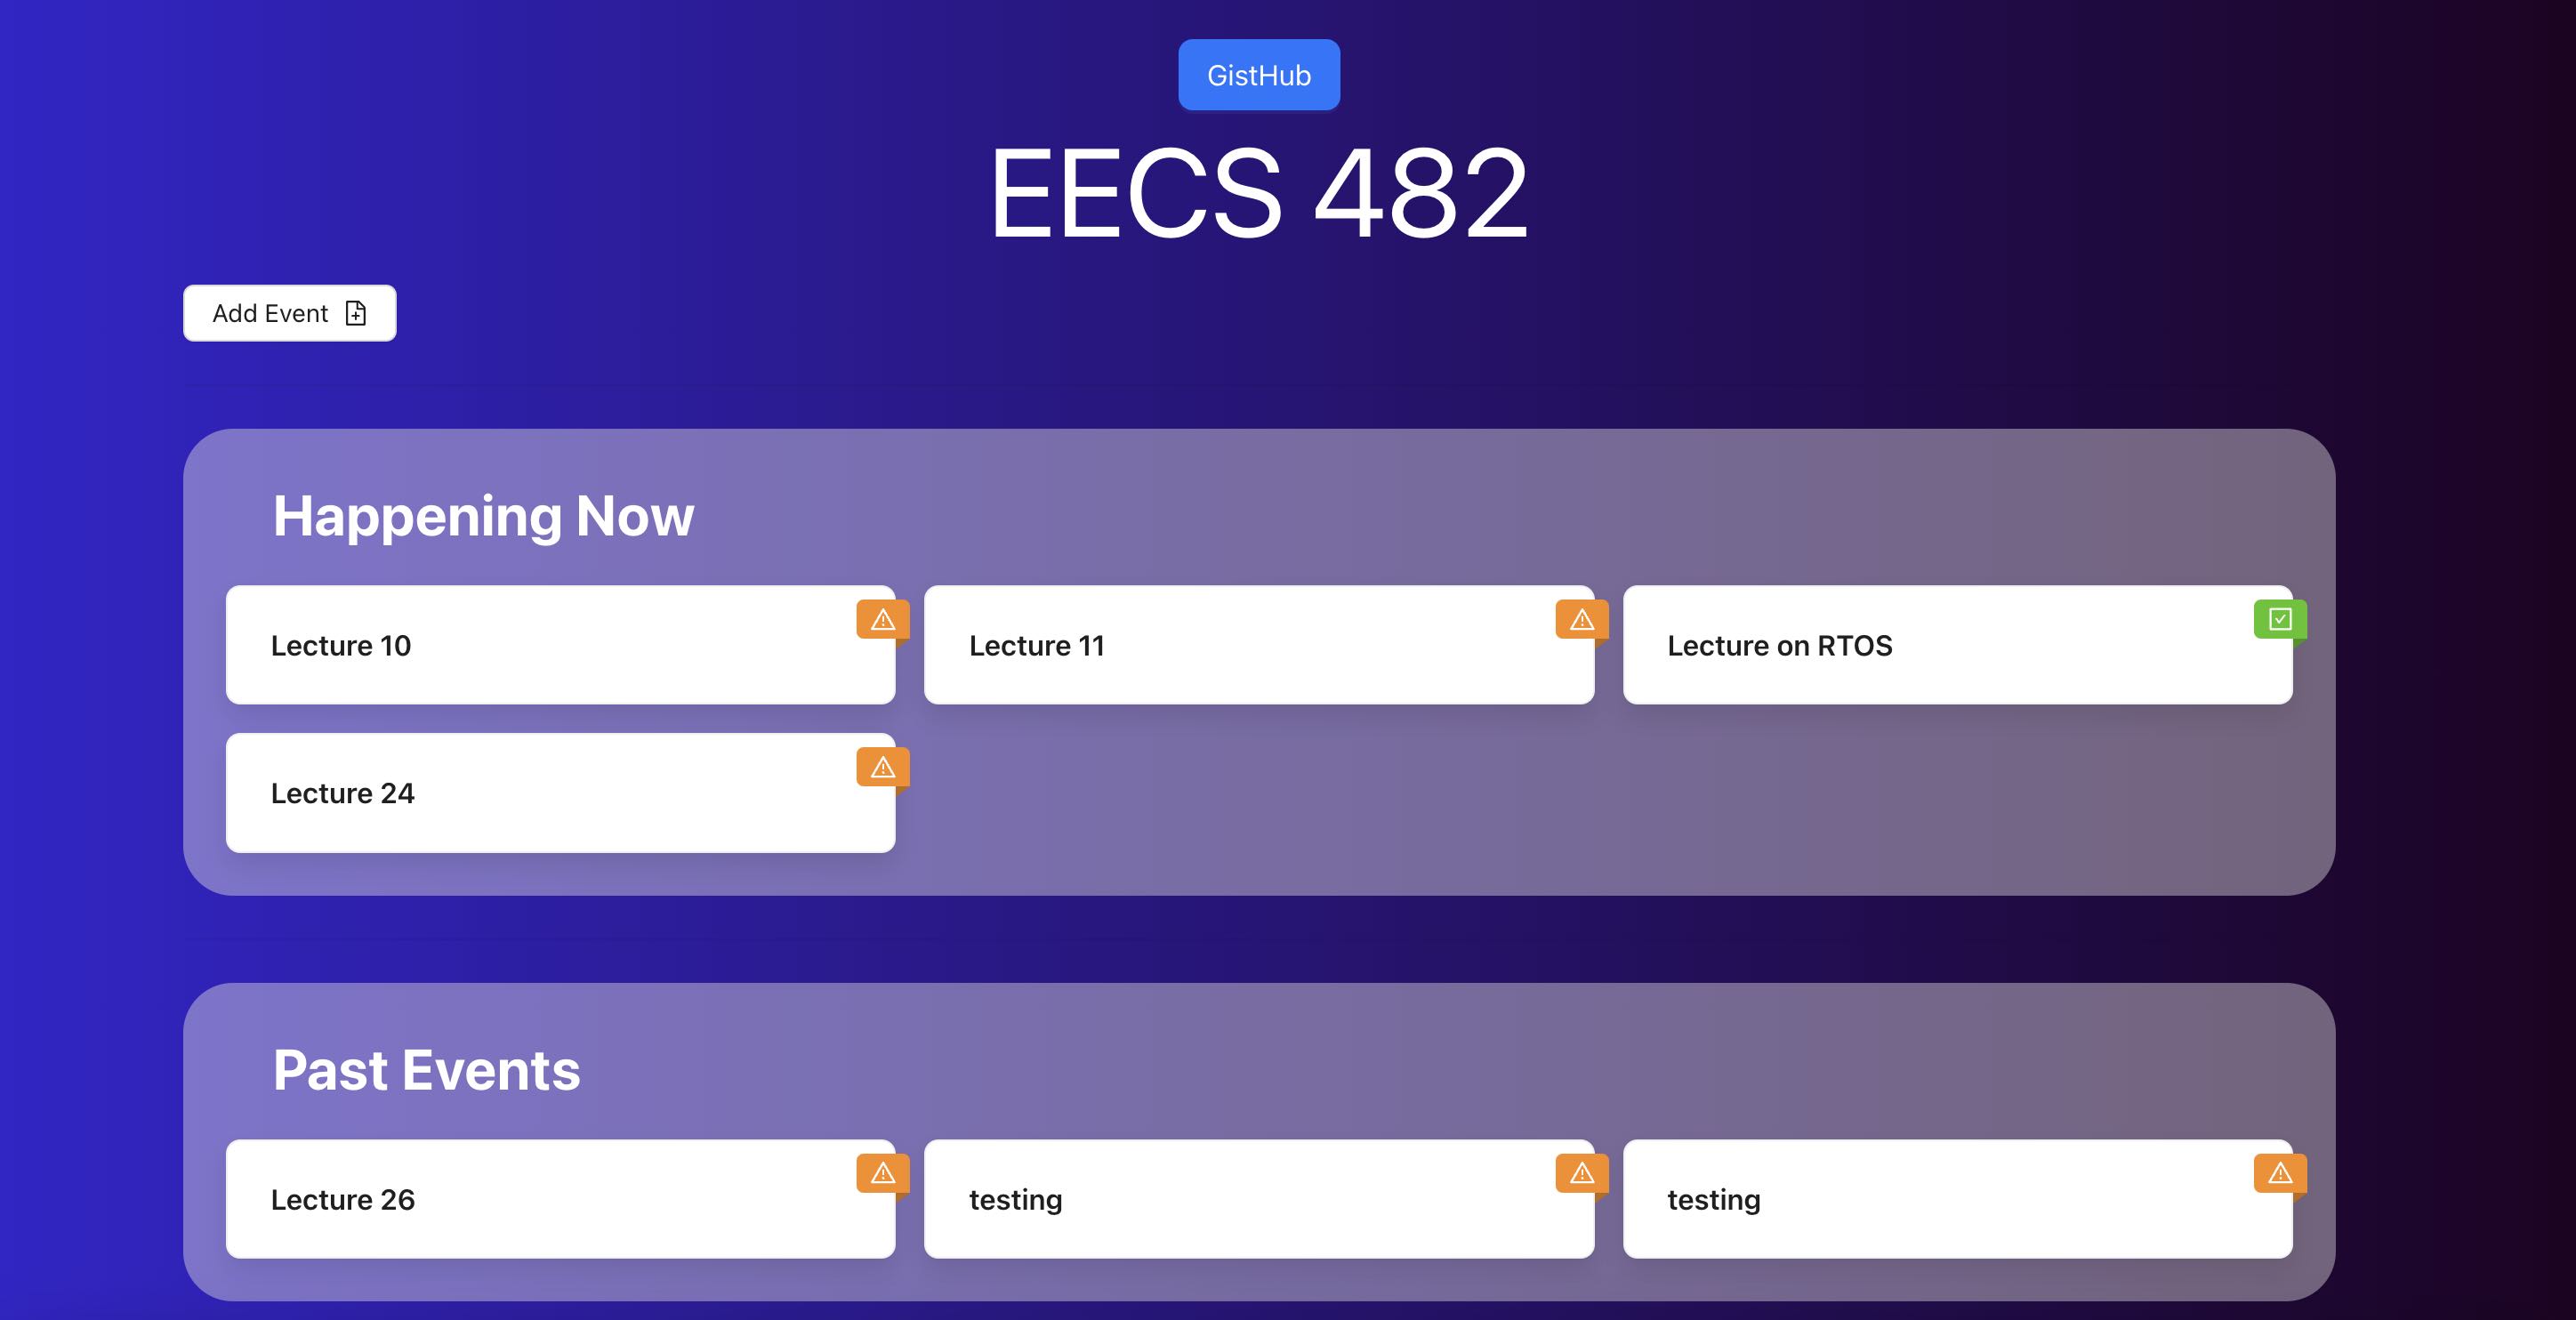 GistHub
EECS 482
Add Event
Happening Now
Lecture 10
Lecture 11
Lecture on RTOS
Lecture 24
Past Events
Lecture 26
testing
testing